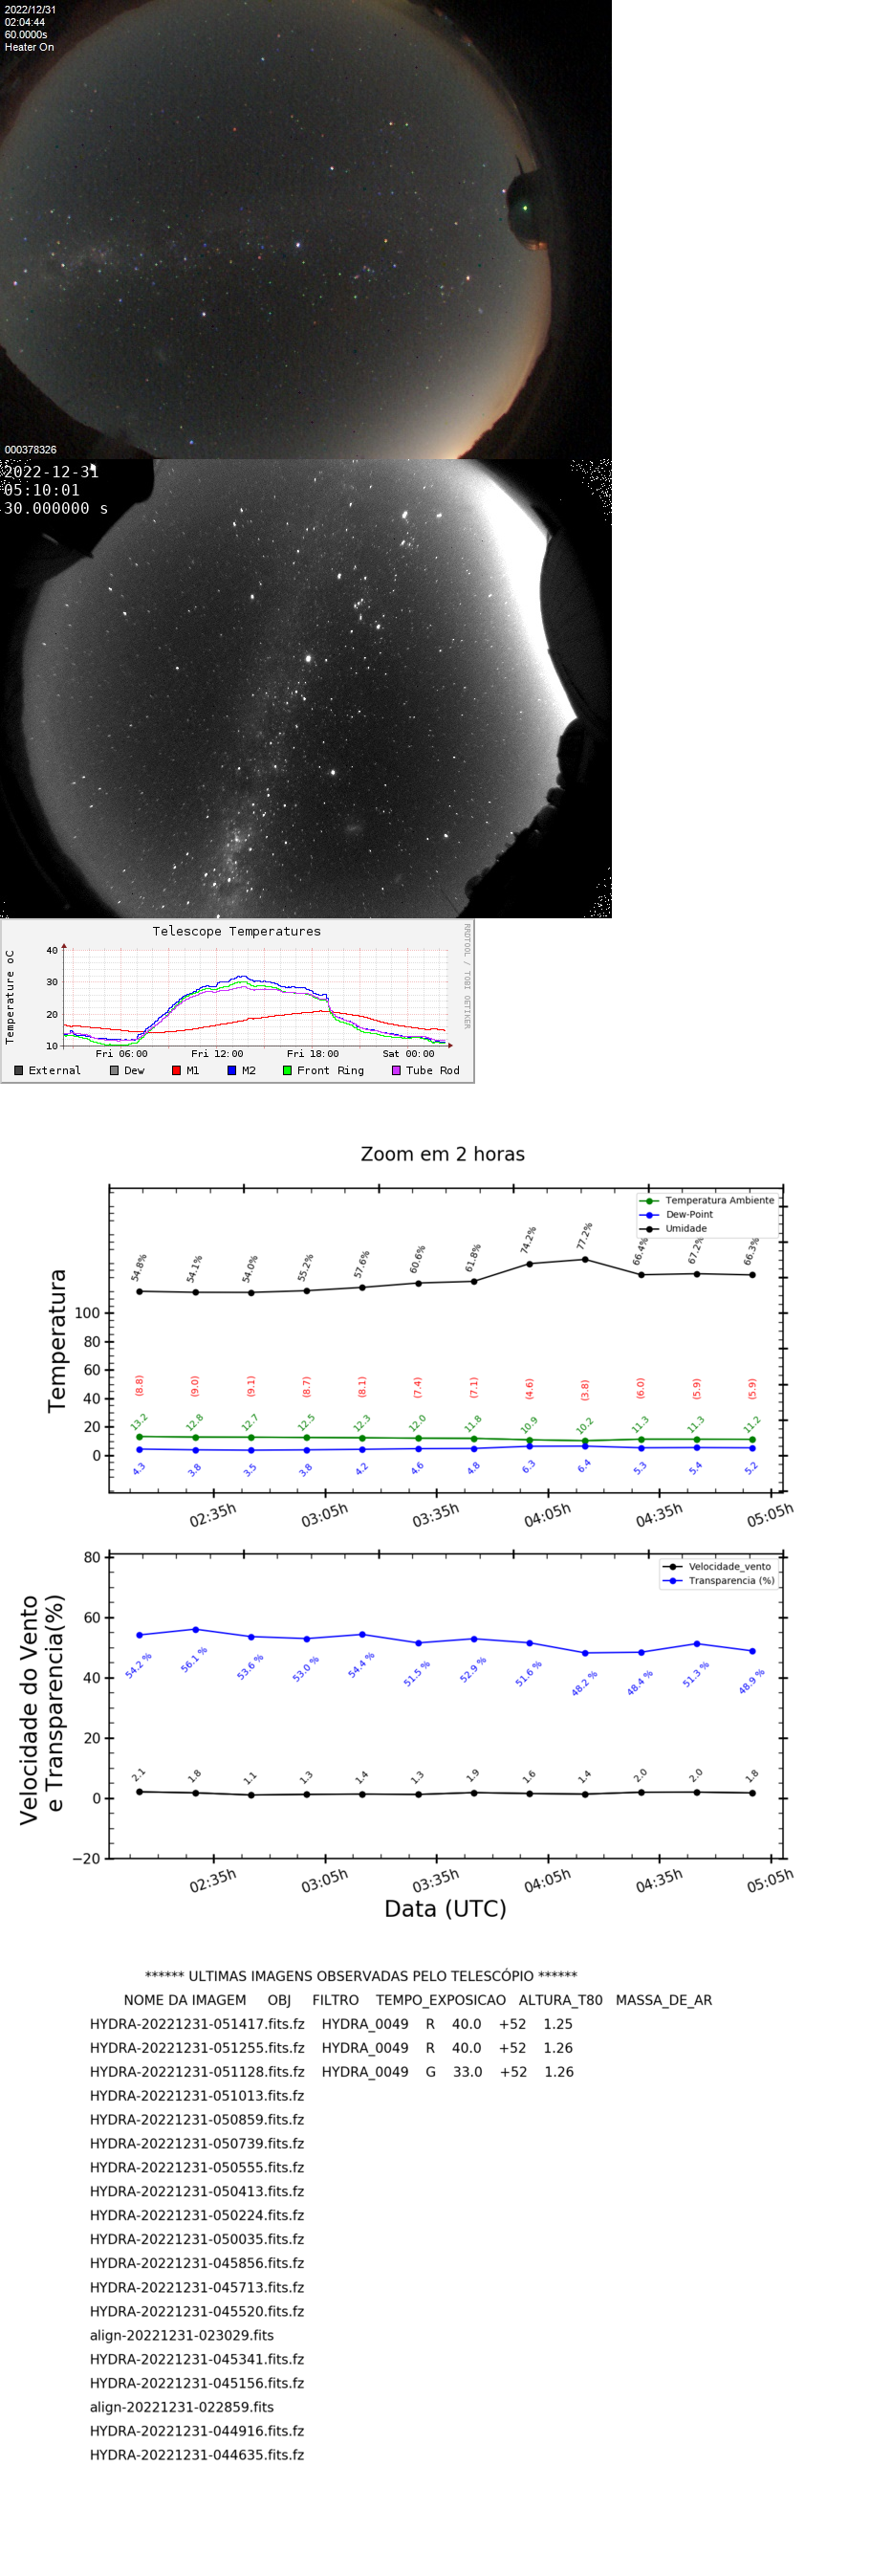 2022/12/31
02:04:44
60.0000s
Heater On
000378326
2022-12-31
05:10:01
30.000000 s
Telescope Temperatures
RRDTOOL / TOBI OETIKER
Temperature oC
40
30
20
10
Fri 06:00 Fri 12:00 Fri 18:00 Sat 00:00
External Dew M1 M2 Front Ring Tube Rod
Zoom em 2 horas
Temperatura Ambiente
Dew-Point
Umidade
54.8% 54.1% 54.0% 55.2% 57.6% 60.6% 61.8% 74.2% 77.2% 66.4% 67.2% 66.3%
Temperatura
100
80
60
40
20
0
(8.8) (9.0) (9.1) (8.7) (8.1) (7.4) (7.1) (4.6) (3.8) (6.0) (5.9) (5.9)
13.2 12.8 12.7 12.5 12.3 12.0 11.8 10.9 10.2 11.3 11.3 11.2
4.3 3.8 3.5 3.8 4.2 4.6 4.8 6.3 6.4 5.3 5.4 5.2
02:35h 03:05h 03:35h 04:05h 04:35h 05:05h
Velocidade_vento
Transparencia (%)
Velocidade do Vento
e Transparencia(%)
80
60
40
20
0
−20
54.2 % 56.1 % 53.6 % 53.0 % 54.4 % 51.5 % 52.9 % 51.6 % 48.2 % 48.4 % 51.3 % 48.9 %
2.1 1.8 1.1 1.3 1.4 1.3 1.9 1.6 1.4 2.0 2.0 1.8
02:35h 03:05h 03:35h 04:05h 04:35h 05:05h
Data (UTC)
****** ULTIMAS IMAGENS OBSERVADAS PELO TELESCÓPIO ******
NOME DA IMAGEM OBJ FILTRO TEMPO_EXPOSICAO ALTURA_T80 MASSA_DE_AR
HYDRA-20221231-051417.fits.fz HYDRA_0049 R 40.0 +52 1.25
HYDRA-20221231-051255.fits.fz HYDRA_0049 R 40.0 +52 1.26
HYDRA-20221231-051128.fits.fz HYDRA_0049 G 33.0 +52 1.26
HYDRA-20221231-051013.fits.fz
HYDRA-20221231-050859.fits.fz
HYDRA-20221231-050739.fits.fz
HYDRA-20221231-050555.fits.fz
HYDRA-20221231-050413.fits.fz
HYDRA-20221231-050224.fits.fz
HYDRA-20221231-050035.fits.fz
HYDRA-20221231-045856.fits.fz
HYDRA-20221231-045713.fits.fz
HYDRA-20221231-045520.fits.fz
align-20221231-023029.fits
HYDRA-20221231-045341.fits.fz
HYDRA-20221231-045156.fits.fz
align-20221231-022859.fits
HYDRA-20221231-044916.fits.fz
HYDRA-20221231-044635.fits.fz